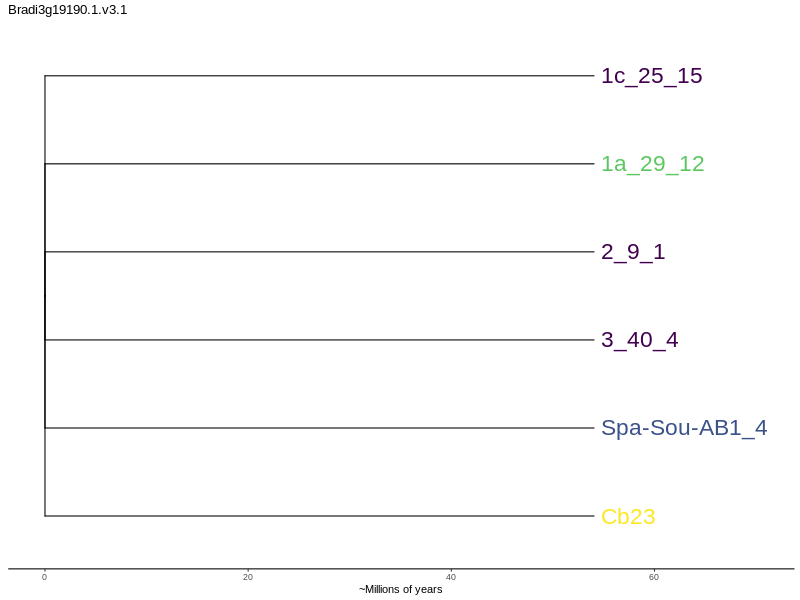 Bradi3g19190.1.v3.1
1c_25_15
1a_29_12
2_9_1
3_40_4
Spa-Sou-AB1_4
Cb23
0 20 40 60
~Millions of years